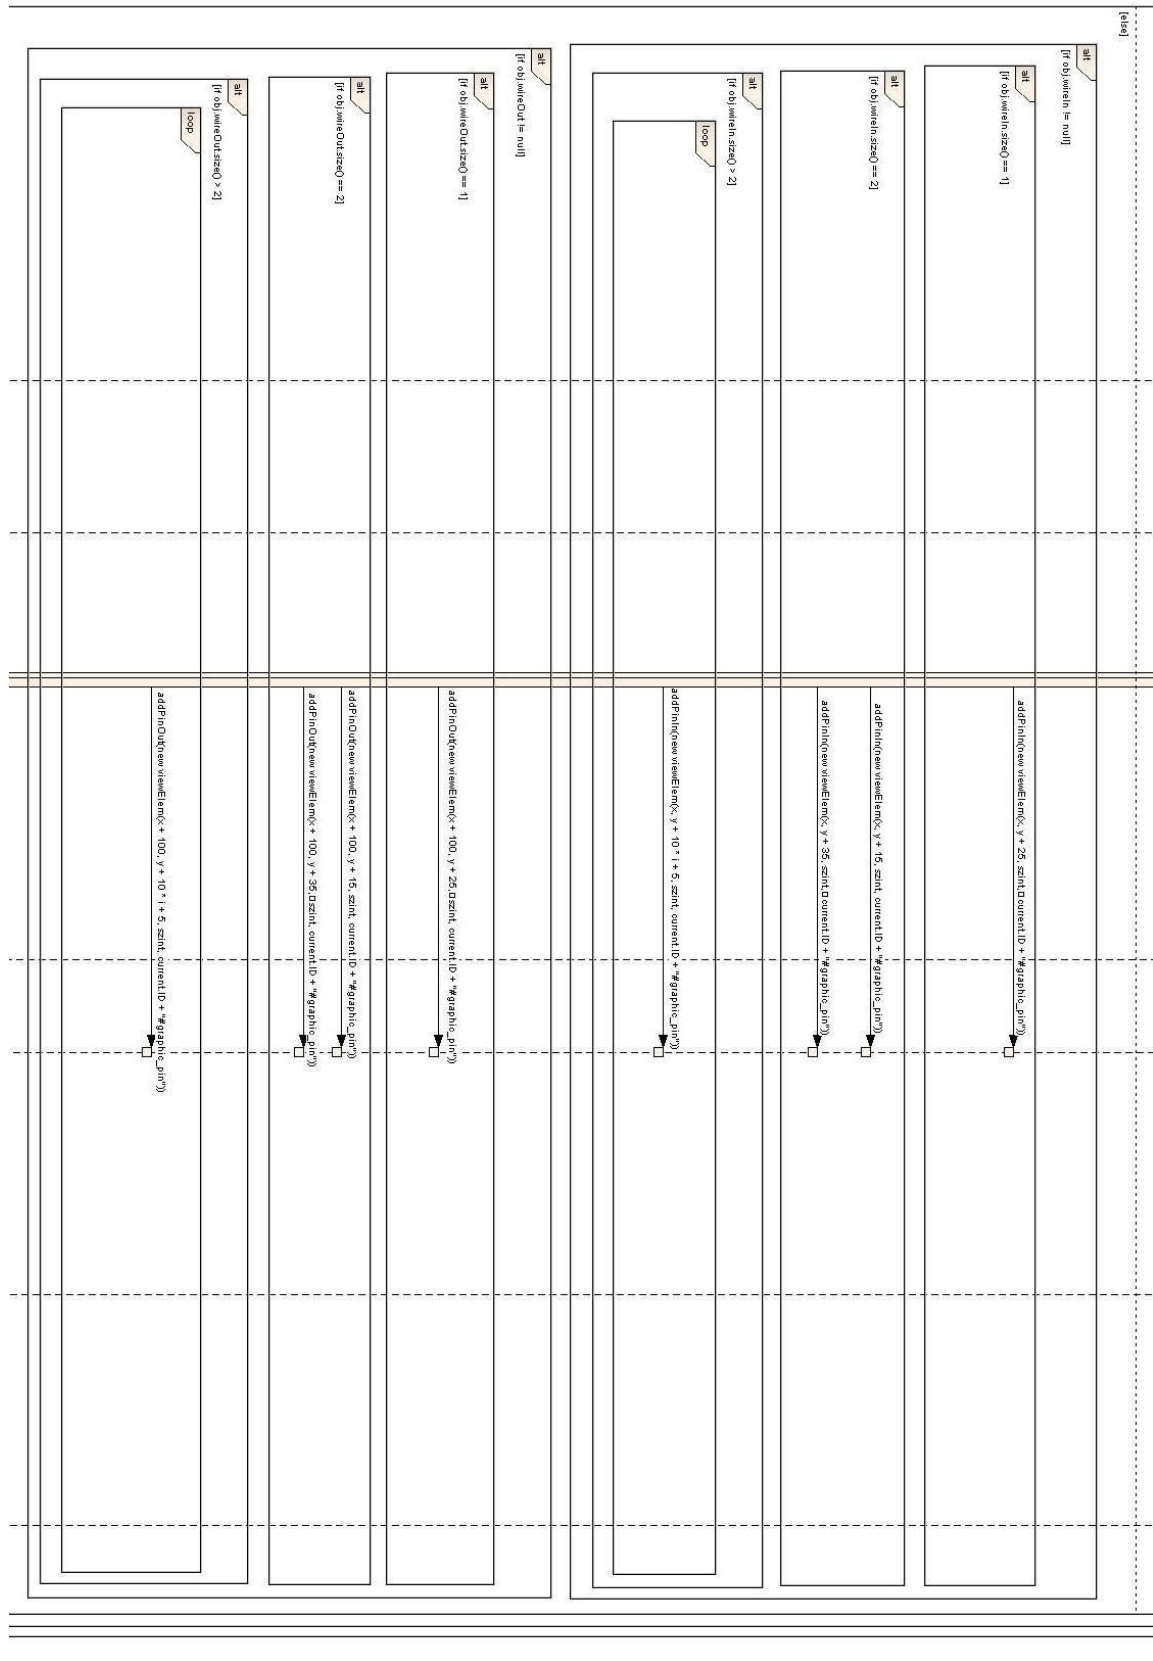 [else]
alt
[if obj.wireIn != null]
alt
[if obj.wireIn.size() == 1]
addPinIn(new viewElem(x, y + 25, szint,▯ current.ID + "#graphic_pin"))
alt
[if obj.wireIn.size() == 2]
addPinIn(new viewElem(x, y + 15, szint, current.ID + "#graphic_pin"))
addPinIn(new viewElem(x, y + 35, szint,▯ current.ID + "#graphic_pin"))
alt
[if obj.wireIn.size() > 2]
loop
addPinIn(new viewElem(x, y + 10 * i + 5, szint, current.ID + "#graphic_pin"))
alt
[if obj.wireOut != null]
alt
[if obj.wireOut.size() == 1]
addPinOut(new viewElem(x + 100, y + 25,▯szint, current.ID + "#graphic_pin"))
alt
[if obj.wireOut.size() == 2]
addPinOut(new viewElem(x + 100, y + 15, szint, current.ID + "#graphic_pin"))
addPinOut(new viewElem(x + 100, y + 35,▯szint, current.ID + "#graphic_pin"))
alt
[if obj.wireOut.size() > 2]
loop
addPinOut(new viewElem(x + 100, y + 10 * i + 5, szint, current.ID + "#graphic_pin"))